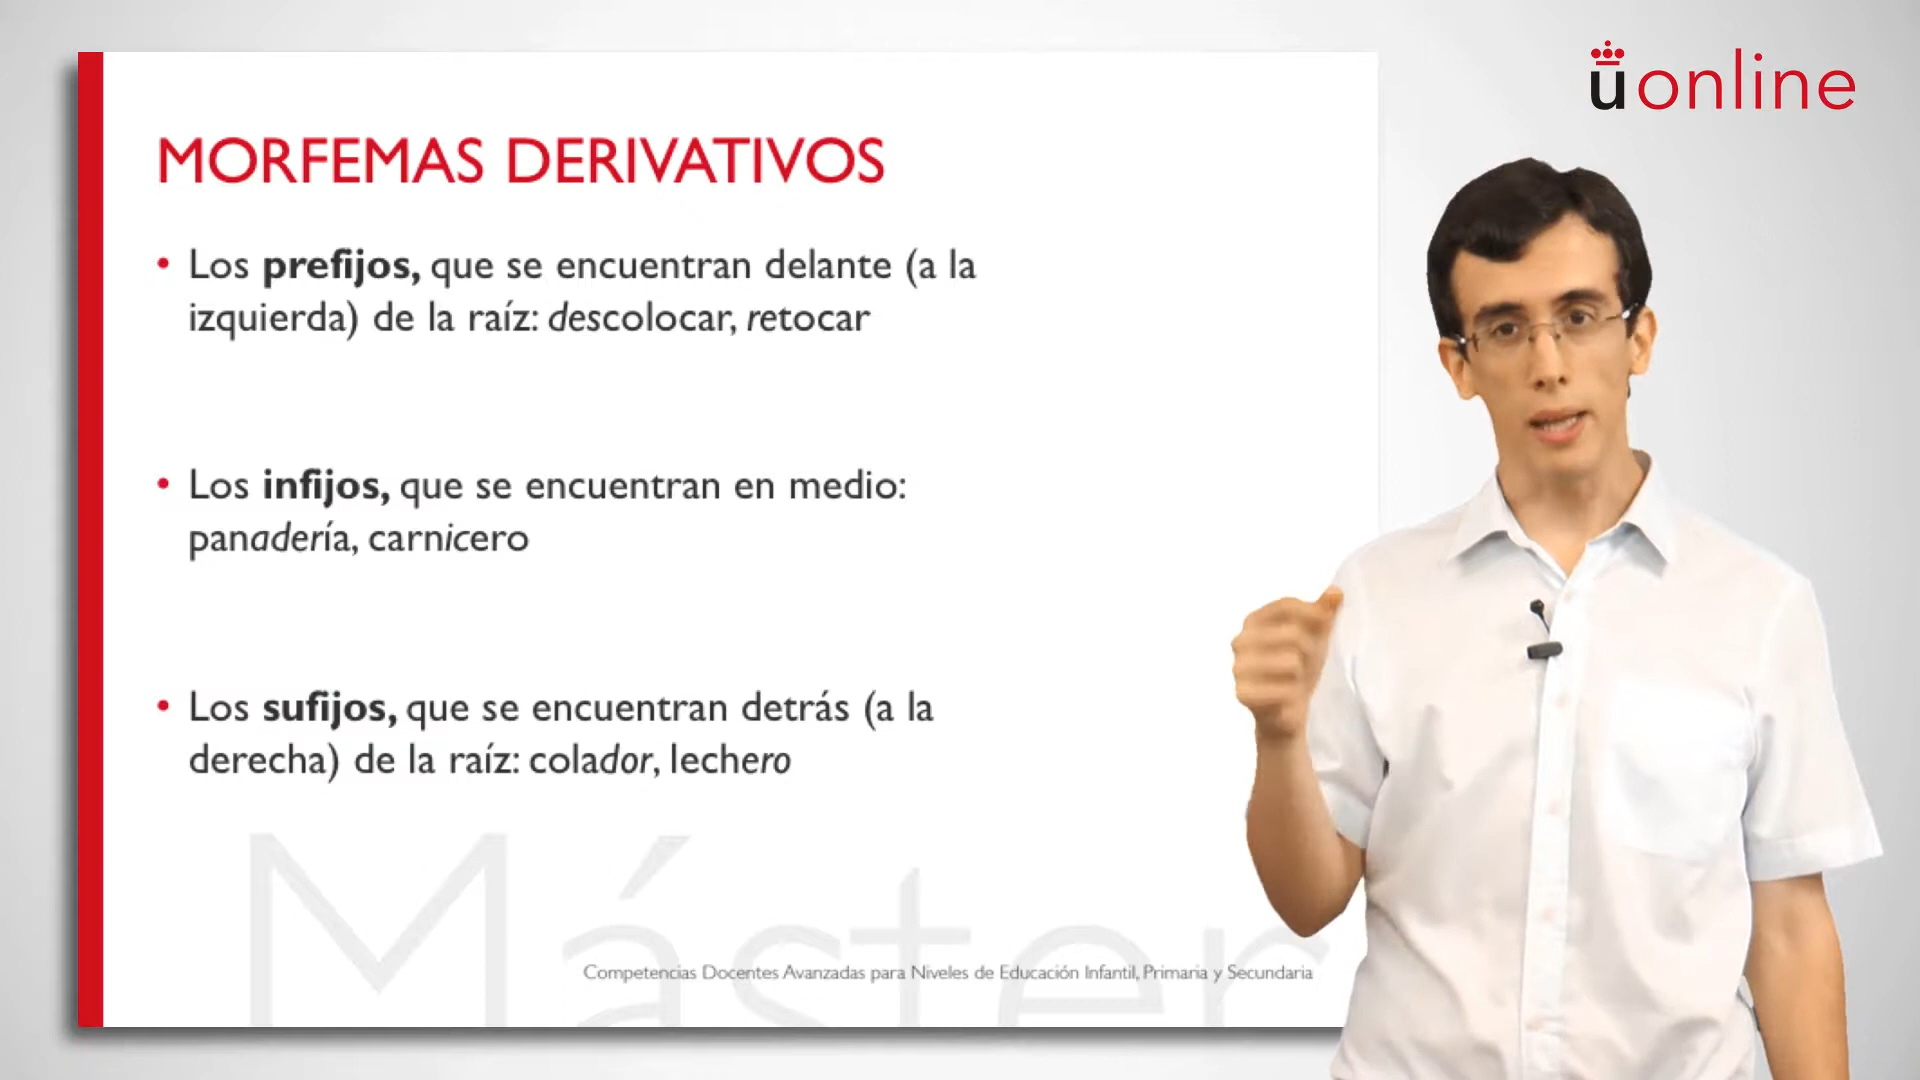 uonline
MORFEMAS DERIVATIVOS
• Los prefijos, que se encuentran delante (a la
izquierda) de la raíz: descolocar, retocar
• Los infijos, que se encuentran en medio:
panadería, carnicero
• Los sufijos, que se encuentran detrás (a la
derecha) de la raíz: colador, lechero
Máster
Competencias Docentes Avanzadas para Niveles de Educación Infantil, Primaria y Secundaria